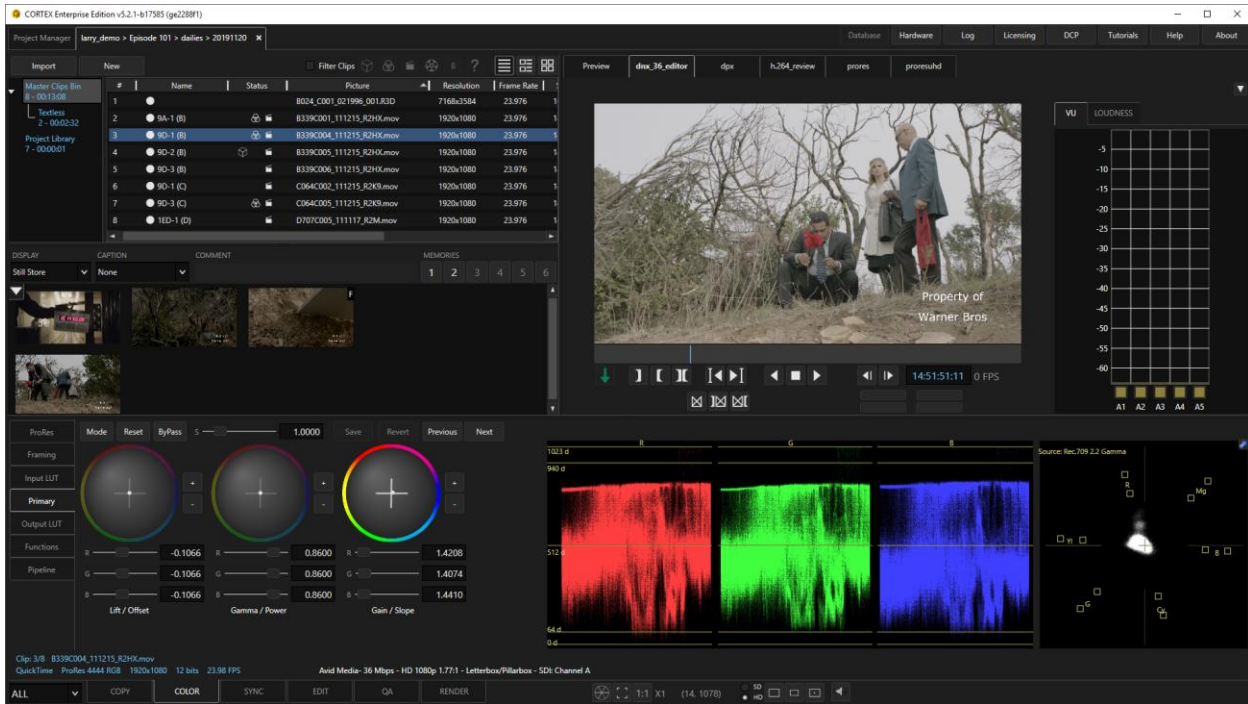 CORTEX Enterprise Edition v5.2.1-b17585 (ge2288f1)
Project Manager larry_demo > Episode 101 > dailies > 20191120 Database Hardware Log Licensing DCP Tutorials Help About
Import New Filter Clips Preview dnx_36_editor dpx h.264_review prores proresuhd
Master Clips Bin
8 - 00:13:08
Textless
2 - 00:02:32
Project Library
7 - 00:00:01
# Name Status Picture Resolution Frame Rate
1 B024_C001_021996_001.R3D 7168x3584 23.976
2 9A-1 (B) B339C001_111215_R2HX.mov 1920x1080 23.976
3 9D-1 (B) B339C004_111215_R2HX.mov 1920x1080 23.976
4 9D-2 (B) B339C005_111215_R2HX.mov 1920x1080 23.976
5 9D-3 (B) B339C006_111215_R2HX.mov 1920x1080 23.976
6 9D-1 (C) C064C002_111215_R2K9.mov 1920x1080 23.976
7 9D-3 (C) C064C005_111215_R2K9.mov 1920x1080 23.976
8 1ED-1 (D) D707C005_111117_R2M.mov 1920x1080 23.976
DISPLAY CAPTION COMMENT MEMORIES
Still Store None 1 2 3 4 5 6
F
Property of
Warner Bros
14:51:51:11 0 FPS
VU LOUDNESS
-5
-10
-15
-20
-25
-30
-35
-40
-45
-50
-55
-60
A1 A2 A3 A4 A5
ProRes
Framing
Input LUT
Primary
Output LUT
Functions
Pipeline
Mode Reset ByPass S 1.0000 Save Revert Previous Next
R -0.1066 R 0.8600 R 1.4208
G -0.1066 G 0.8600 G 1.4074
B -0.1066 B 0.8600 B 1.4410
Lift / Offset Gamma / Power Gain / Slope
R G B
1023 d
940 d
512 d
64 d
0 d
Source: Rec.709 2.2 Gamma
R
Mg
Yl
B
G
Cy
Clip: 3/8 B339C004_111215_R2HX.mov
QuickTime ProRes 4444 RGB 1920x1080 12 bits 23.98 FPS Avid Media- 36 Mbps - HD 1080p 1.77:1 - Letterbox/Pillarbox - SDI: Channel A
ALL COPY COLOR SYNC EDIT QA RENDER 1:1 X1 (14, 1078) SD HD